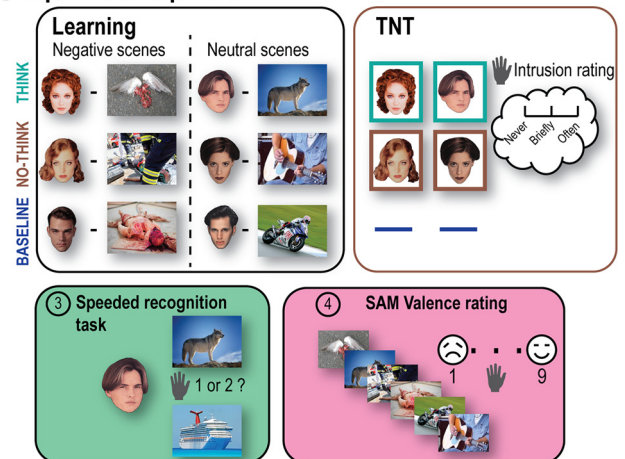 Learning
Negative scenes
Neutral scenes
THINK
NO-THINK
BASELINE
TNT
Intrusion rating
Never
Briefly
Often
3 Speeded recognition
task
1 or 2 ?
4 SAM Valence rating
1
9